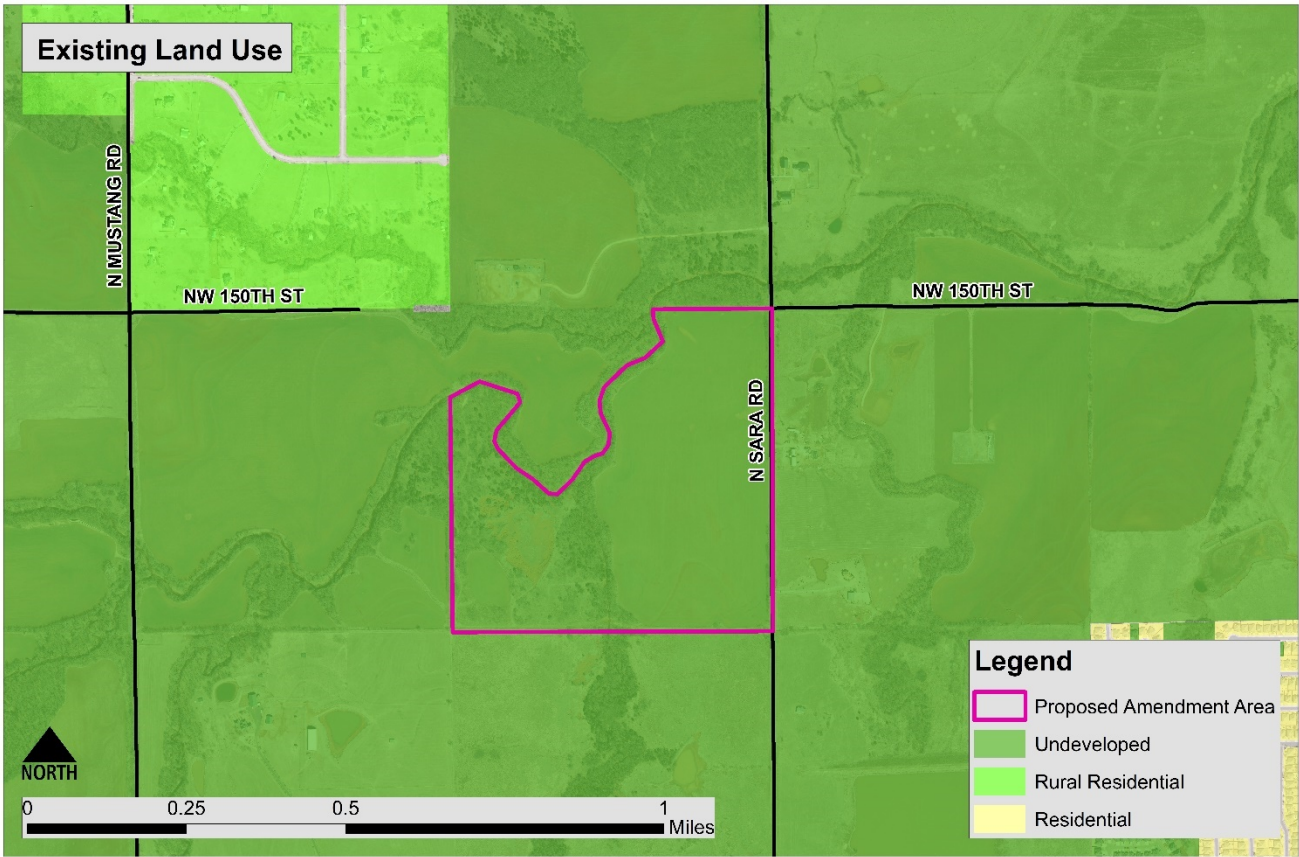 Existing Land Use
N MUSTANG RD
NW 150TH ST
NW 150TH ST
N SARA RD
Legend
Proposed Amendment Area
Undeveloped
Rural Residential
Residential
NORTH
0 0.25 0.5 1
Miles